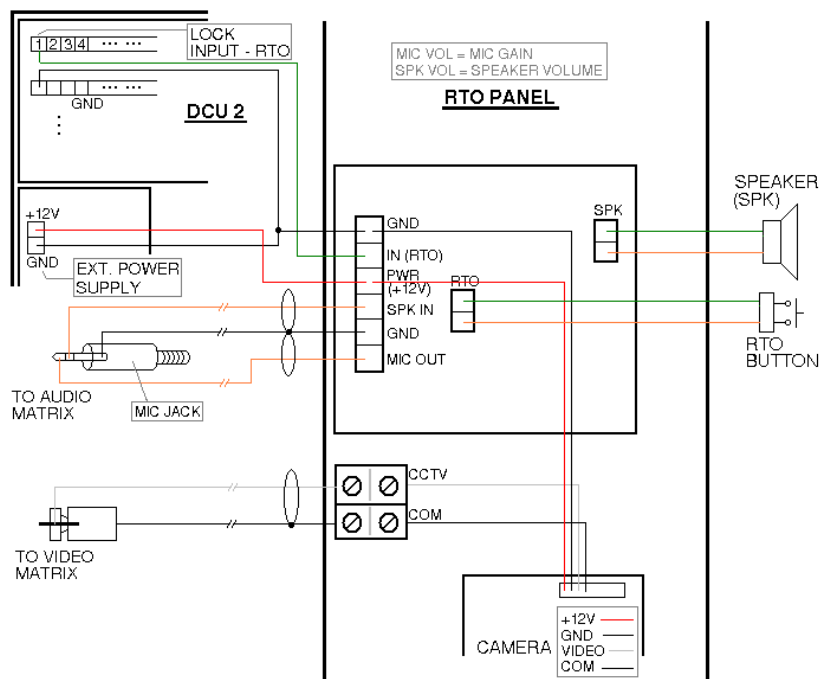 LOCK
INPUT - RTO
1 2 3 4 ... ...
... ...
GND
DCU 2
MIC VOL = MIC GAIN
SPK VOL = SPEAKER VOLUME
RTO PANEL
+12V
GND
EXT. POWER
SUPPLY
GND
IN (RTO)
PWR
(+12V)
SPK IN
GND
MIC OUT
RTO
SPK
SPEAKER
(SPK)
RTO
BUTTON
TO AUDIO
MATRIX
MIC JACK
CCTV
COM
TO VIDEO
MATRIX
CAMERA
+12V
GND
VIDEO
COM